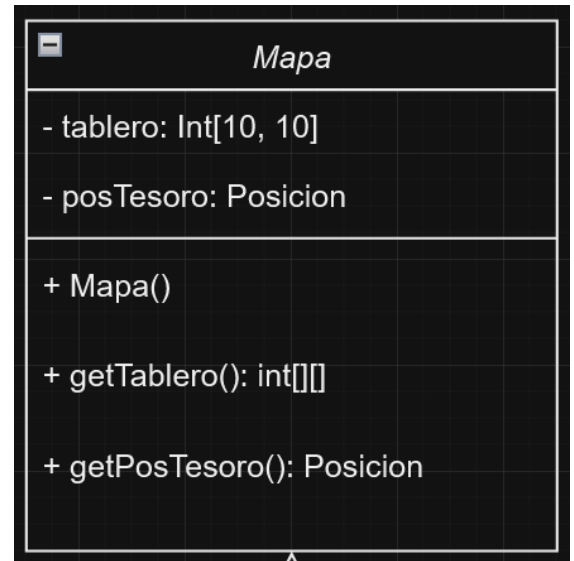 Mapa
- tablero: Int[10, 10]
- posTesoro: Posicion
+ Mapa()
+ getTablero(): int[][]
+ getPosTesoro(): Posicion